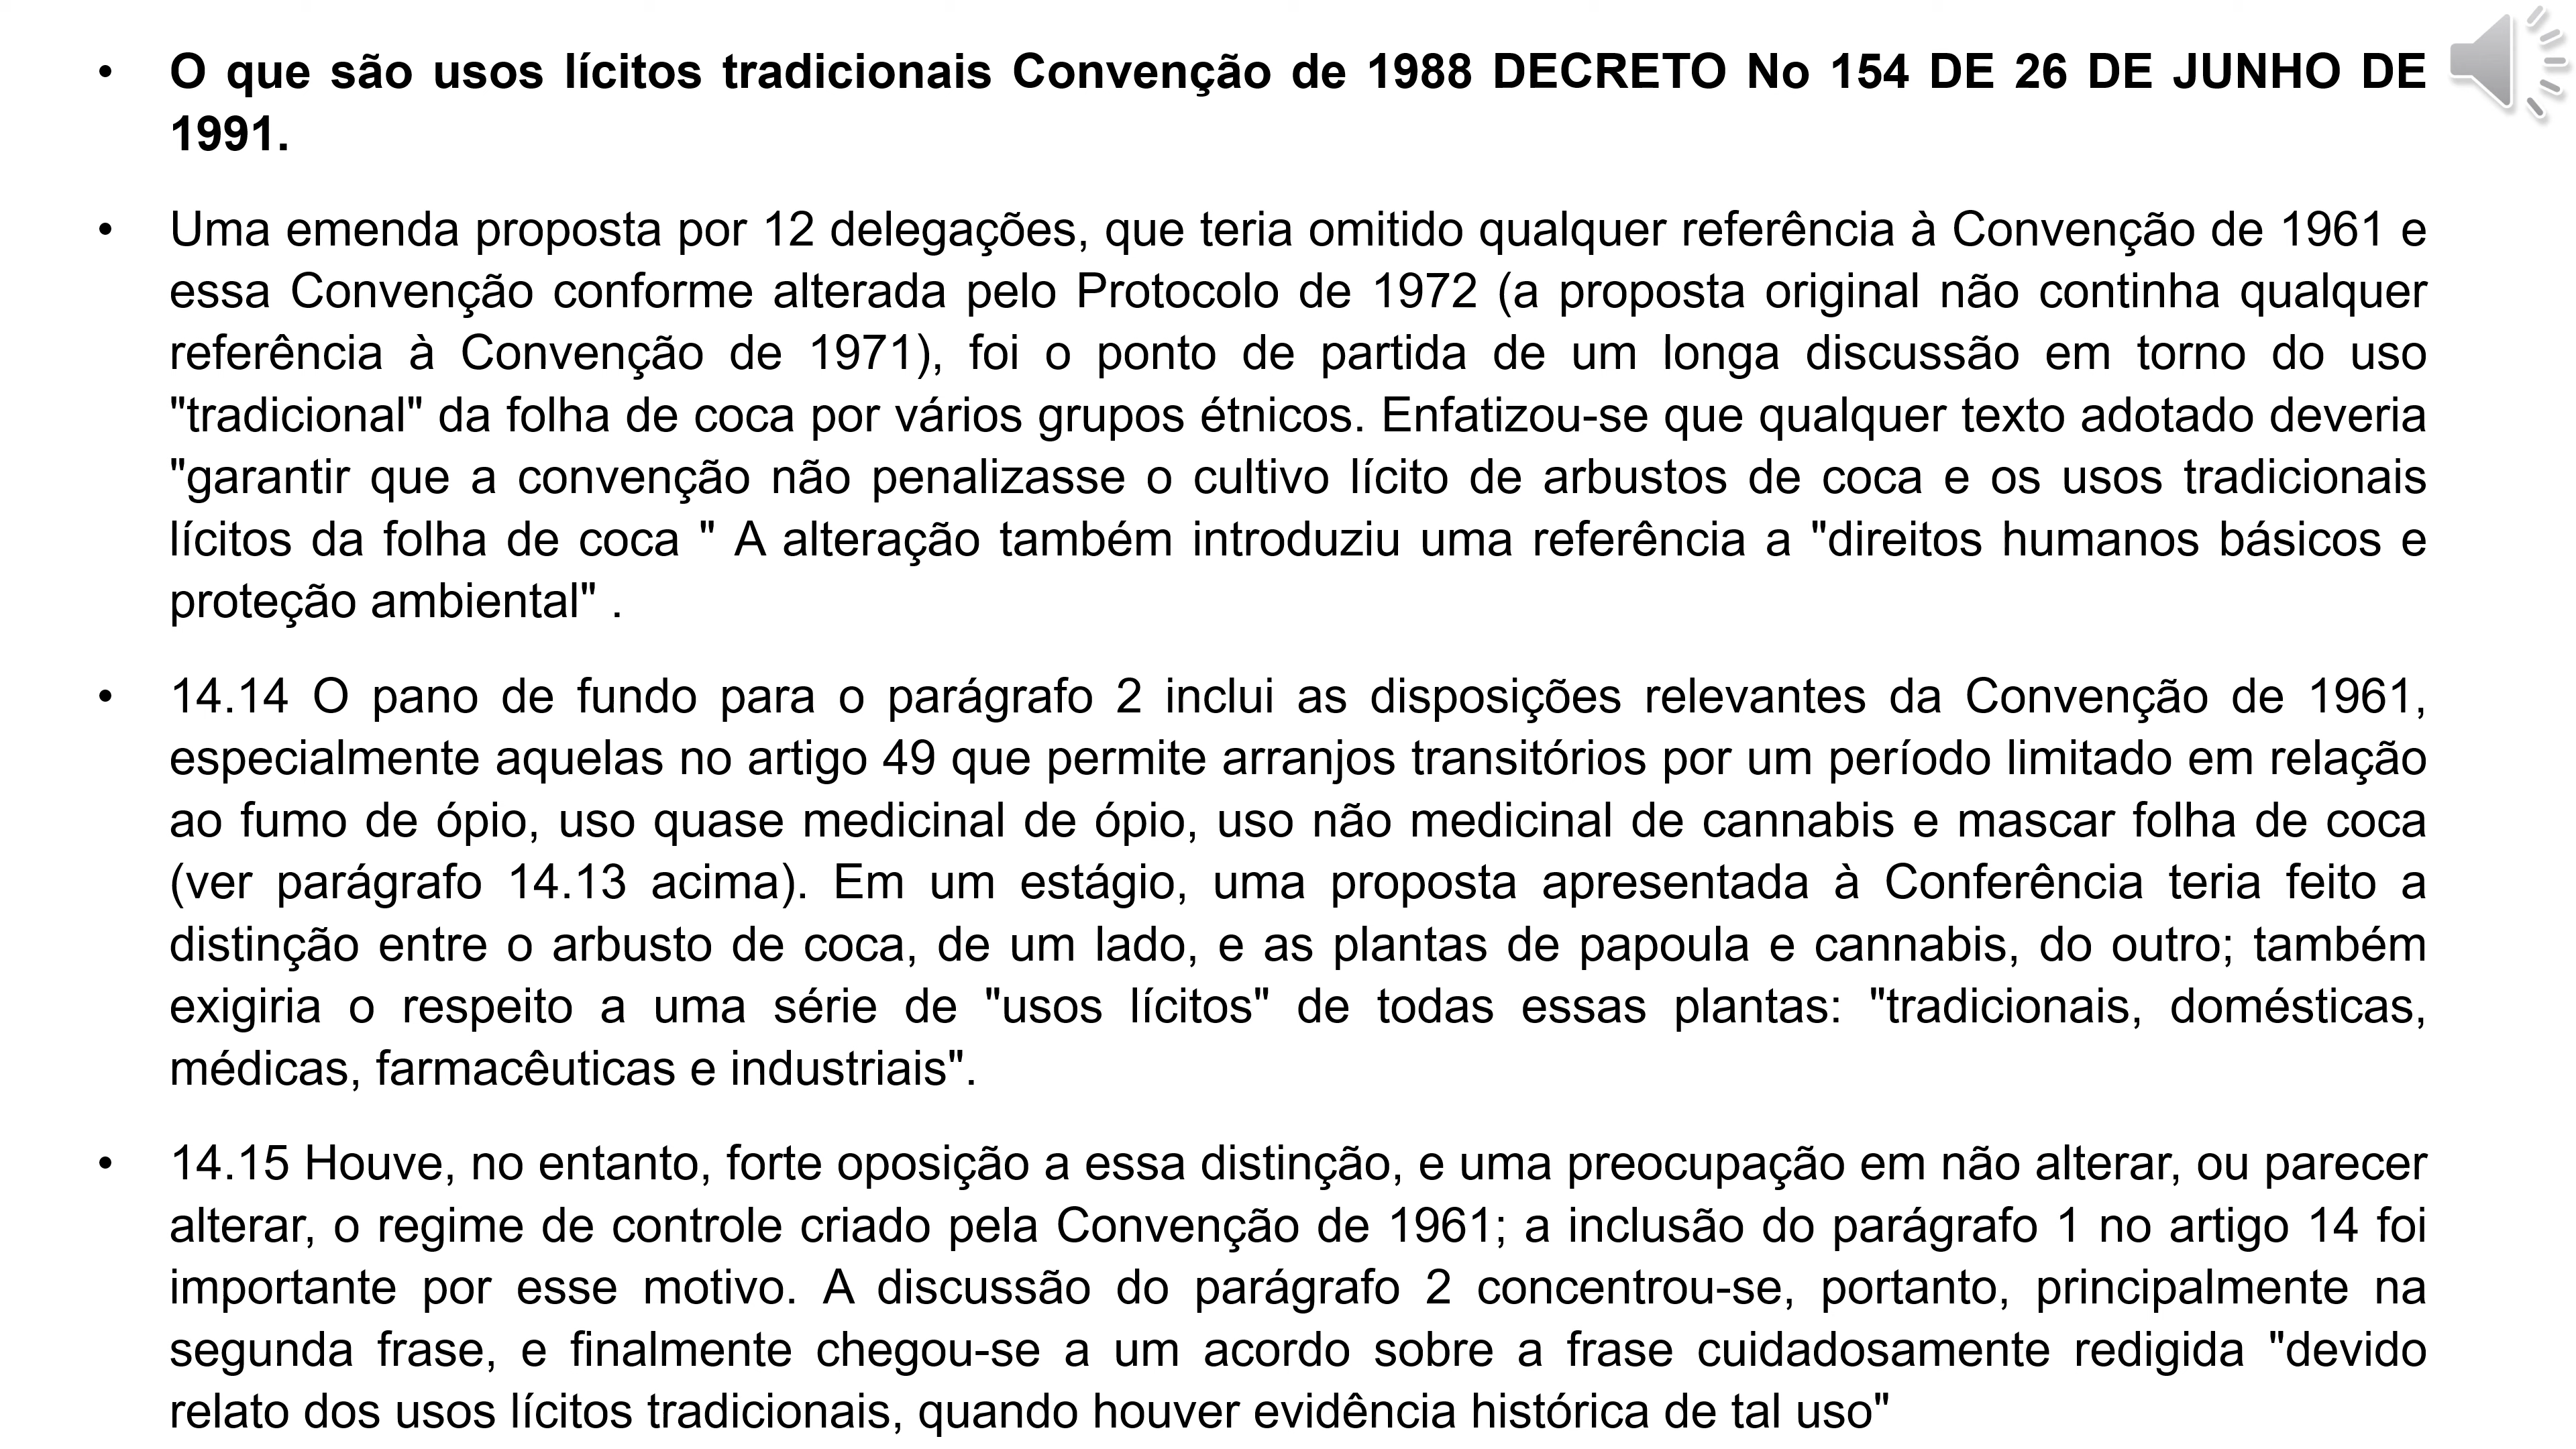 • O que são usos lícitos tradicionais Convenção de 1988 DECRETO No 154 DE 26 DE JUNHO DE
1991.
• Uma emenda proposta por 12 delegações, que teria omitido qualquer referência à Convenção de 1961 e
essa Convenção conforme alterada pelo Protocolo de 1972 (a proposta original não continha qualquer
referência à Convenção de 1971), foi o ponto de partida de um longa discussão em torno do uso
"tradicional" da folha de coca por vários grupos étnicos. Enfatizou-se que qualquer texto adotado deveria
"garantir que a convenção não penalizasse o cultivo lícito de arbustos de coca e os usos tradicionais
lícitos da folha de coca " A alteração também introduziu uma referência a "direitos humanos básicos e
proteção ambiental" .
• 14.14 O pano de fundo para o parágrafo 2 inclui as disposições relevantes da Convenção de 1961,
especialmente aquelas no artigo 49 que permite arranjos transitórios por um período limitado em relação
ao fumo de ópio, uso quase medicinal de ópio, uso não medicinal de cannabis e mascar folha de coca
(ver parágrafo 14.13 acima). Em um estágio, uma proposta apresentada à Conferência teria feito a
distinção entre o arbusto de coca, de um lado, e as plantas de papoula e cannabis, do outro; também
exigiria o respeito a uma série de "usos lícitos" de todas essas plantas: "tradicionais, domésticas,
médicas, farmacêuticas e industriais".
• 14.15 Houve, no entanto, forte oposição a essa distinção, e uma preocupação em não alterar, ou parecer
alterar, o regime de controle criado pela Convenção de 1961; a inclusão do parágrafo 1 no artigo 14 foi
importante por esse motivo. A discussão do parágrafo 2 concentrou-se, portanto, principalmente na
segunda frase, e finalmente chegou-se a um acordo sobre a frase cuidadosamente redigida "devido
relato dos usos lícitos tradicionais, quando houver evidência histórica de tal uso"